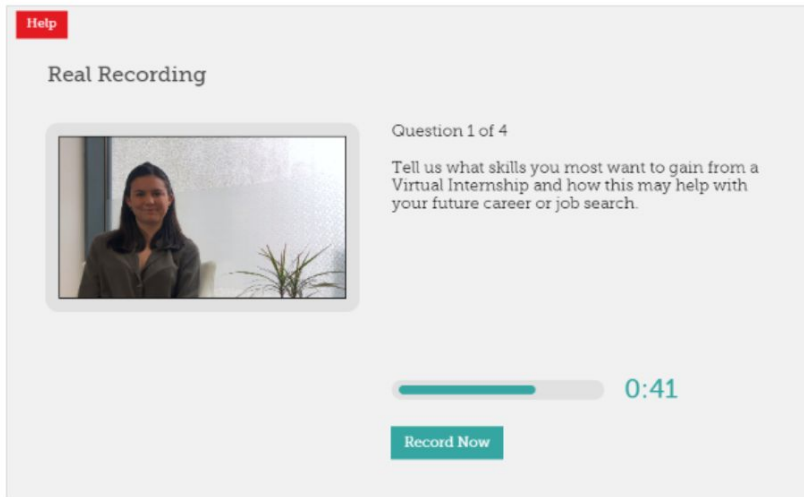 Help
Real Recording
Question 1 of 4
Tell us what skills you most want to gain from a
Virtual Internship and how this may help with
your future career or job search.
0:41
Record Now